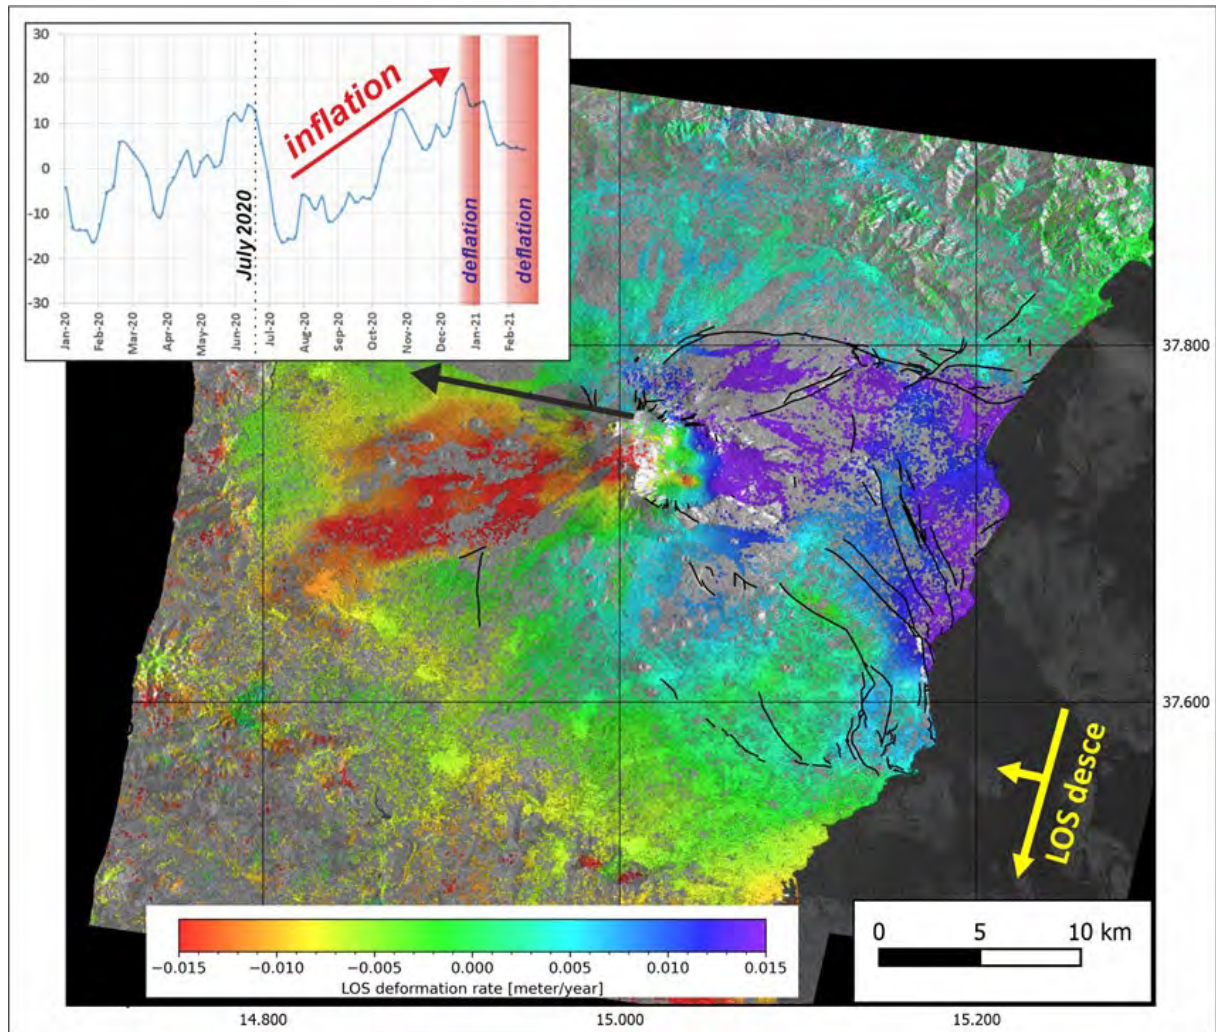 30
20
10
0
-10
-20
-30
inflation
July 2020
deflation
deflation
Jan-20
Feb-20
Mar-20
Apr-20
May-20
Jun-20
Jul-20
Aug-20
Sep-20
Oct-20
Nov-20
Dec-20
Jan-21
Feb-21
37.800
37.600
LOS desce
−0.015 −0.010 −0.005 0.000 0.005 0.010 0.015
LOS deformation rate [meter/year]
0 5 10 km
14.800 15.000 15.200